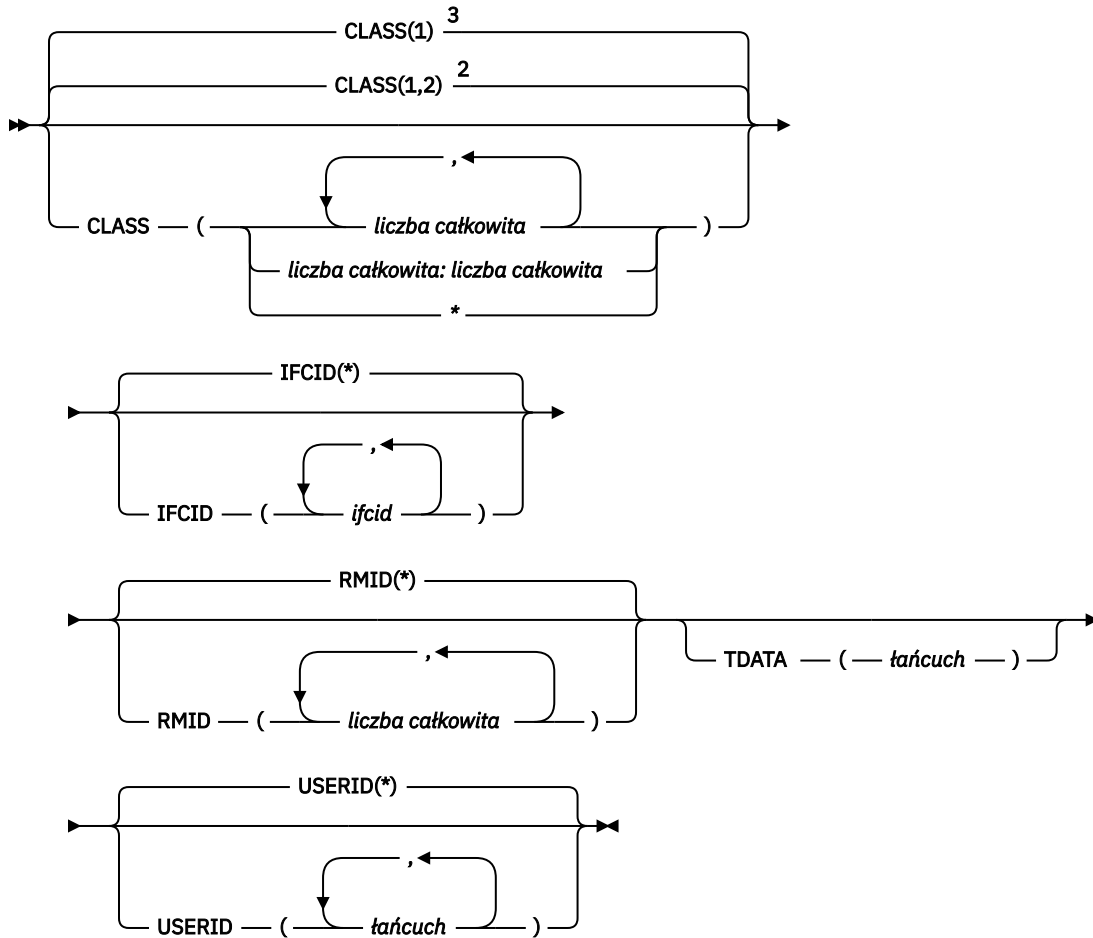 CLASS(1) 3
CLASS(1,2) 2
,
CLASS ( liczba całkowita )
liczba całkowita: liczba całkowita
*
IFCID(*)
,
IFCID ( ifcid )
RMID(*)
,
TDATA ( łańcuch )
RMID ( liczba całkowita )
USERID(*)
,
USERID ( łańcuch )